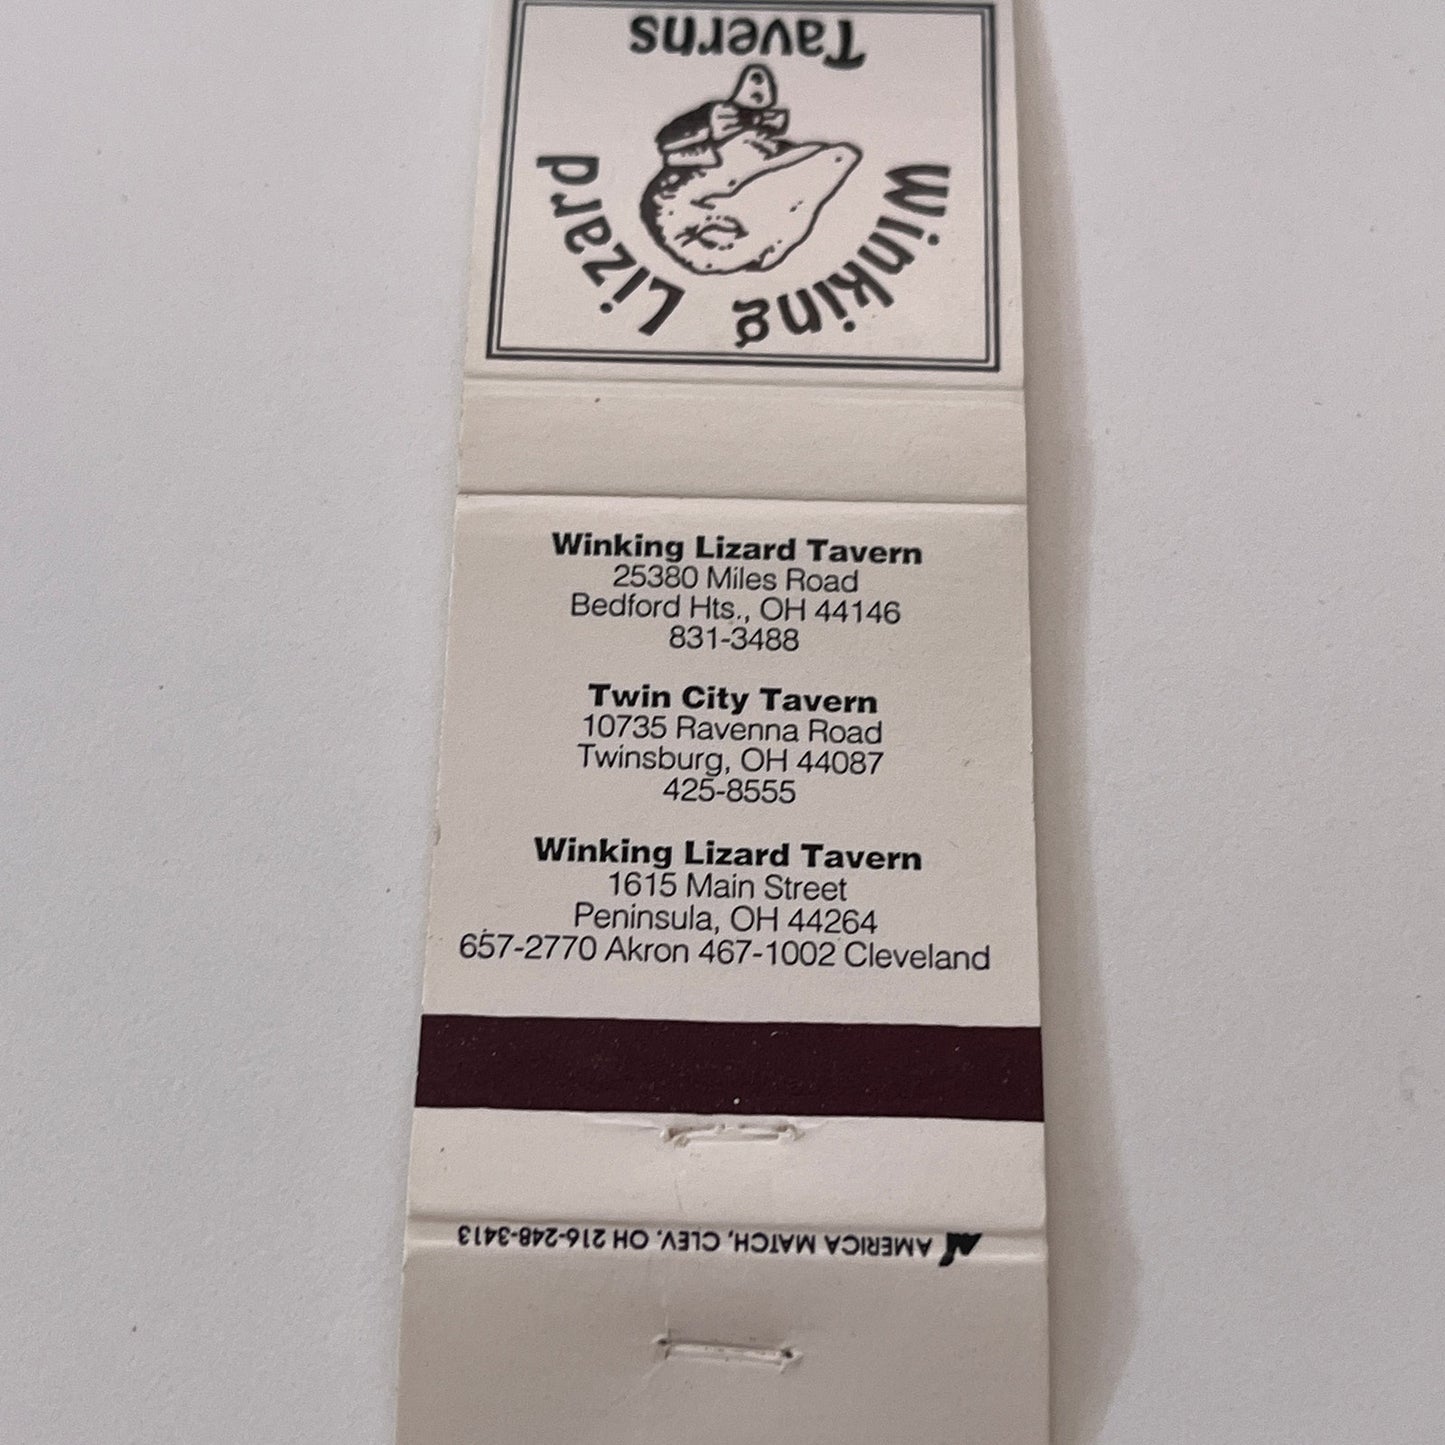 Winking Lizard
Taverns
Winking Lizard Tavern
25380 Miles Road
Bedford Hts., OH 44146
831-3488
Twin City Tavern
10735 Ravenna Road
Twinsburg, OH 44087
425-8555
Winking Lizard Tavern
1615 Main Street
Peninsula, OH 44264
657-2770 Akron 467-1002 Cleveland
AMERICA MATCH, CLEV. OH 216-248-3413